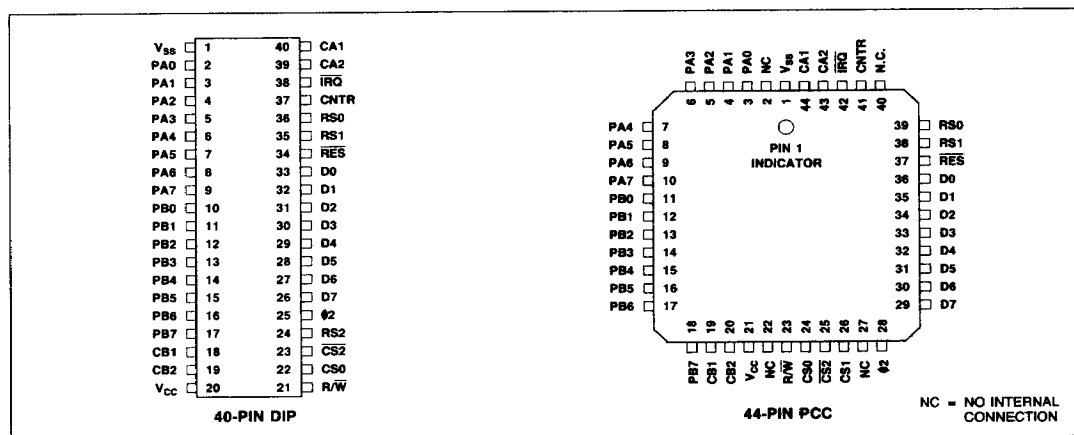 Vss 1 40 CA1
PA0 2 39 CA2
PA1 3 38 IRQ
PA2 4 37 CNTR
PA3 5 36 RS0
PA4 6 35 RS1
PA5 7 34 RES
PA6 8 33 D0
PA7 9 32 D1
PB0 10 31 D2
PB1 11 30 D3
PB2 12 29 D4
PB3 13 28 D5
PB4 14 27 D6
PB5 15 26 D7
PB6 16 25 ϕ2
PB7 17 24 RS2
CB1 18 23 CS2
CB2 19 22 CS0
VCC 20 21 R/W
40-PIN DIP
PA3 PA2 PA1 PA0 NC Vss CA1 CA2 IRQ CNTR N.C.
6 5 4 3 2 1 44 43 42 41 40
PIN 1
INDICATOR
PA4 7 39 RS0
PA5 8 38 RS1
PA6 9 37 RES
PA7 10 36 D0
PB0 11 35 D1
PB1 12 34 D2
PB2 13 33 D3
PB3 14 32 D4
PB4 15 31 D5
PB5 16 30 D6
PB6 17 29 D7
18 19 20 21 22 23 24 25 26 27 28
PB7 CB1 CB2 VCC NC R/W CS0 CS2 CS1 NC ϕ2
44-PIN PCC
NC = NO INTERNAL
CONNECTION